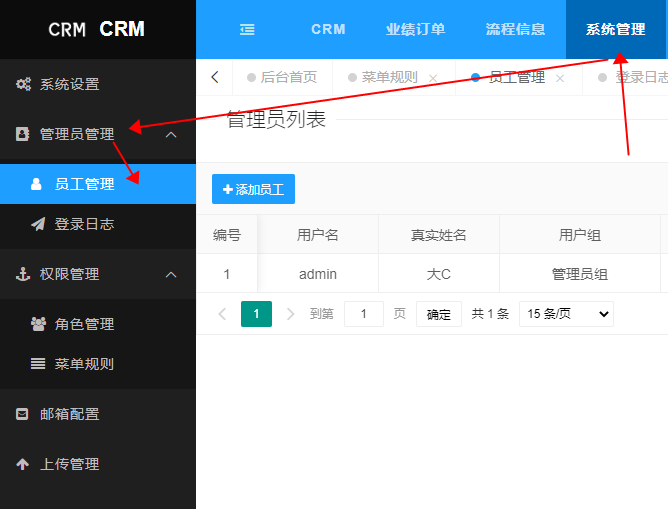 CRM CRM
CRM 业绩订单 流程信息 系统管理
系统设置
管理员管理
员工管理
登录日志
权限管理
角色管理
菜单规则
邮箱配置
上传管理
后台首页 菜单规则 员工管理 登录日志
管理员列表
添加员工
编号 用户名 真实姓名 用户组
1 admin 大C 管理员组
1 到第 1 页 确定 共 1 条 15 条/页